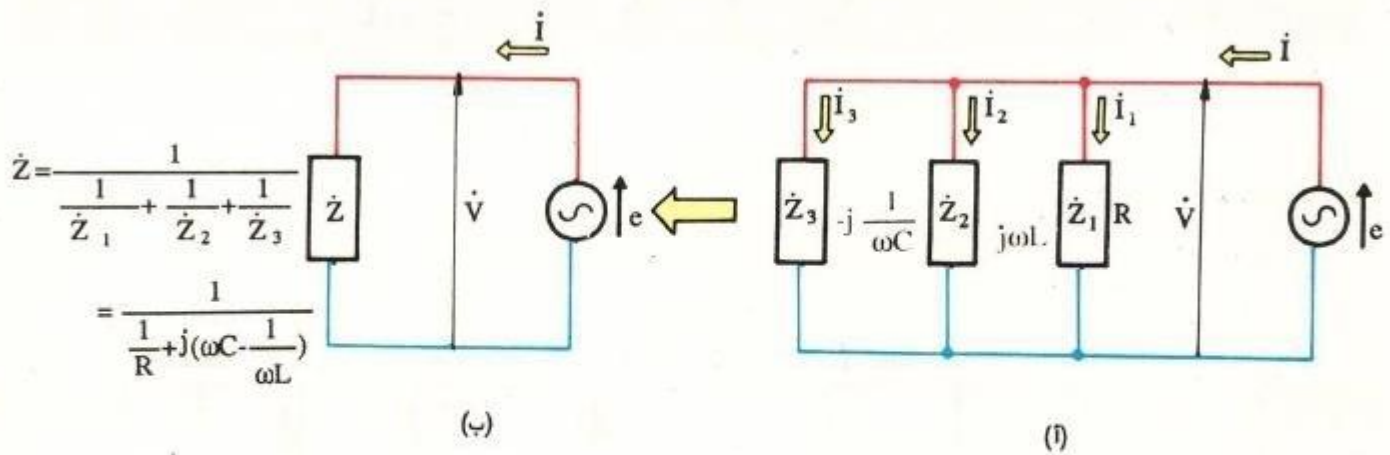 İ
İ
İ₃
İ₂
İ₁
Ż = 1 / (1/Ż₁ + 1/Ż₂ + 1/Ż₃)
Ż
V̇
e
Ż₃
-j 1/ωC
Ż₂
jωL
Ż₁
R
V̇
e
= 1 / (1/R + j(ωC - 1/ωL))
(ب)
(أ)